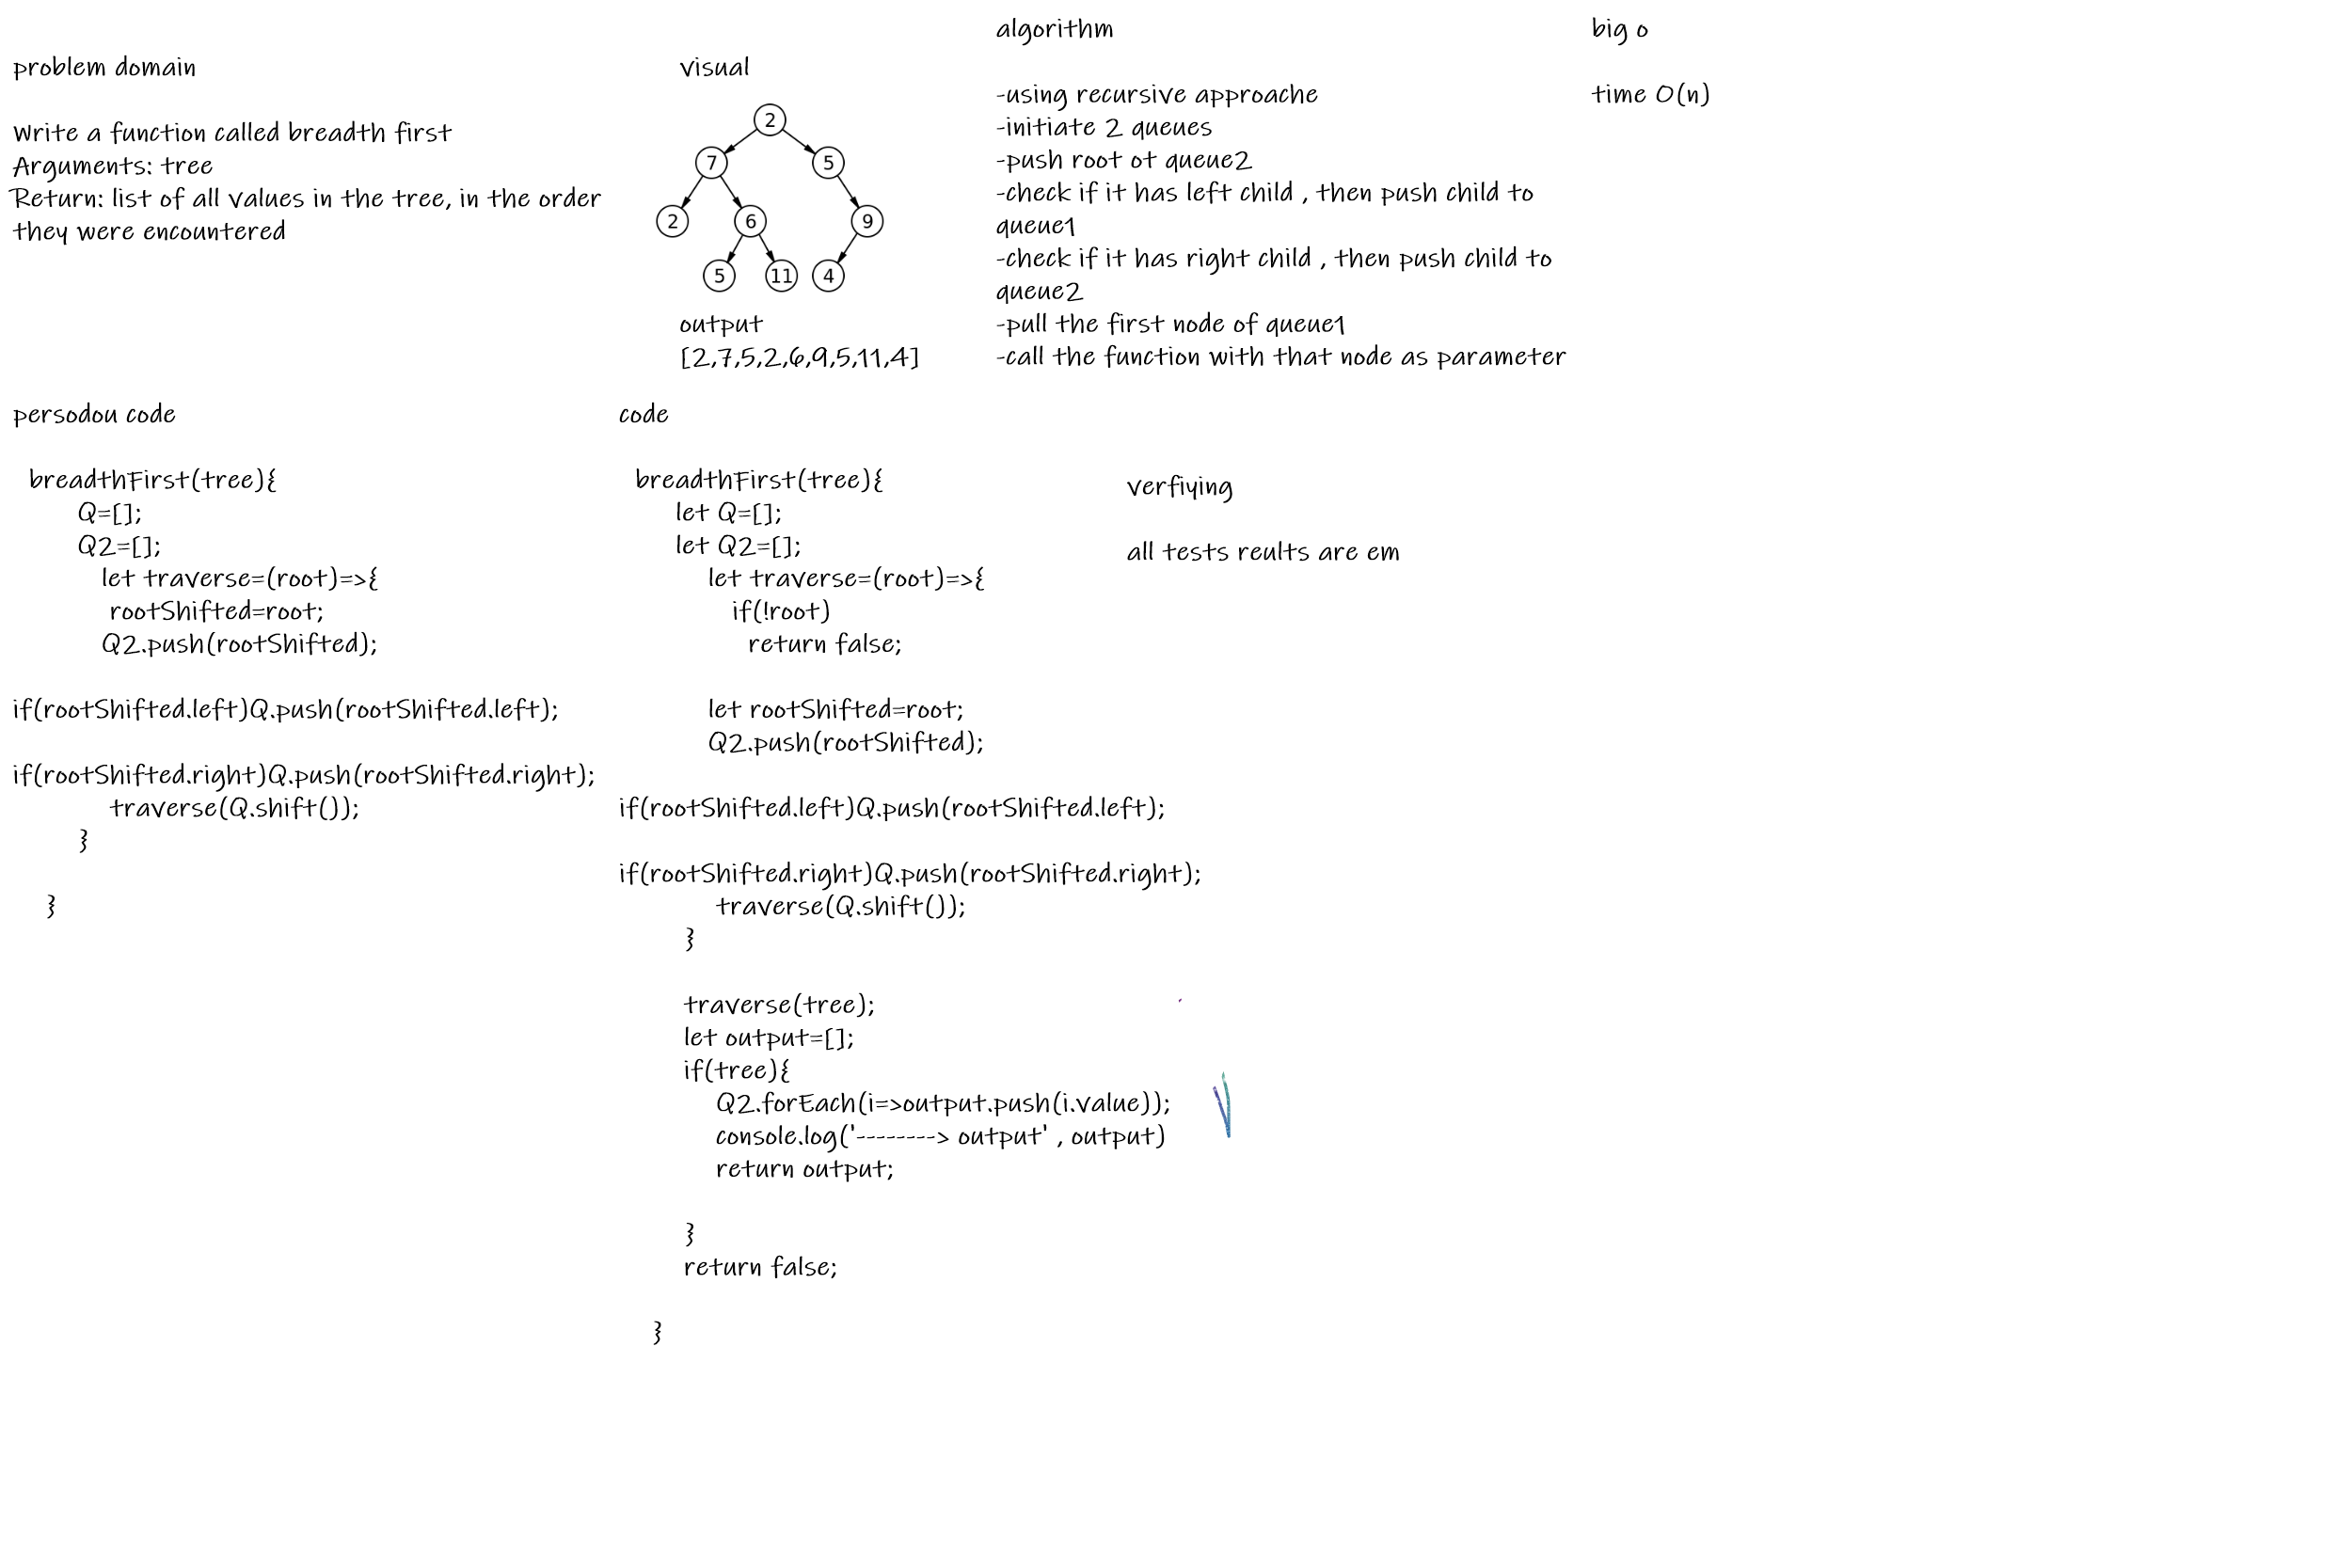 problem domain
Write a function called breadth first
Arguments: tree
Return: list of all values in the tree, in the order
they were encountered
visual
2
7
5
2
6
9
5
11
4
output
[2,7,5,2,6,9,5,11,4]
algorithm
-using recursive approache
-initiate 2 queues
-push root ot queue2
-check if it has left child , then push child to
queue1
-check if it has right child , then push child to
queue2
-pull the first node of queue1
-call the function with that node as parameter
big o
time O(n)
persodou code
breadthFirst(tree){
Q=[];
Q2=[];
let traverse=(root)=>{
rootShifted=root;
Q2.push(rootShifted);
if(rootShifted.left)Q.push(rootShifted.left);
if(rootShifted.right)Q.push(rootShifted.right);
traverse(Q.shift());
}
}
code
breadthFirst(tree){
let Q=[];
let Q2=[];
let traverse=(root)=>{
if(!root)
return false;
let rootShifted=root;
Q2.push(rootShifted);
if(rootShifted.left)Q.push(rootShifted.left);
if(rootShifted.right)Q.push(rootShifted.right);
traverse(Q.shift());
}
traverse(tree);
let output=[];
if(tree){
Q2.forEach(i=>output.push(i.value));
console.log('--------> output' , output)
return output;
}
return false;
}
verfiying
all tests reults are em